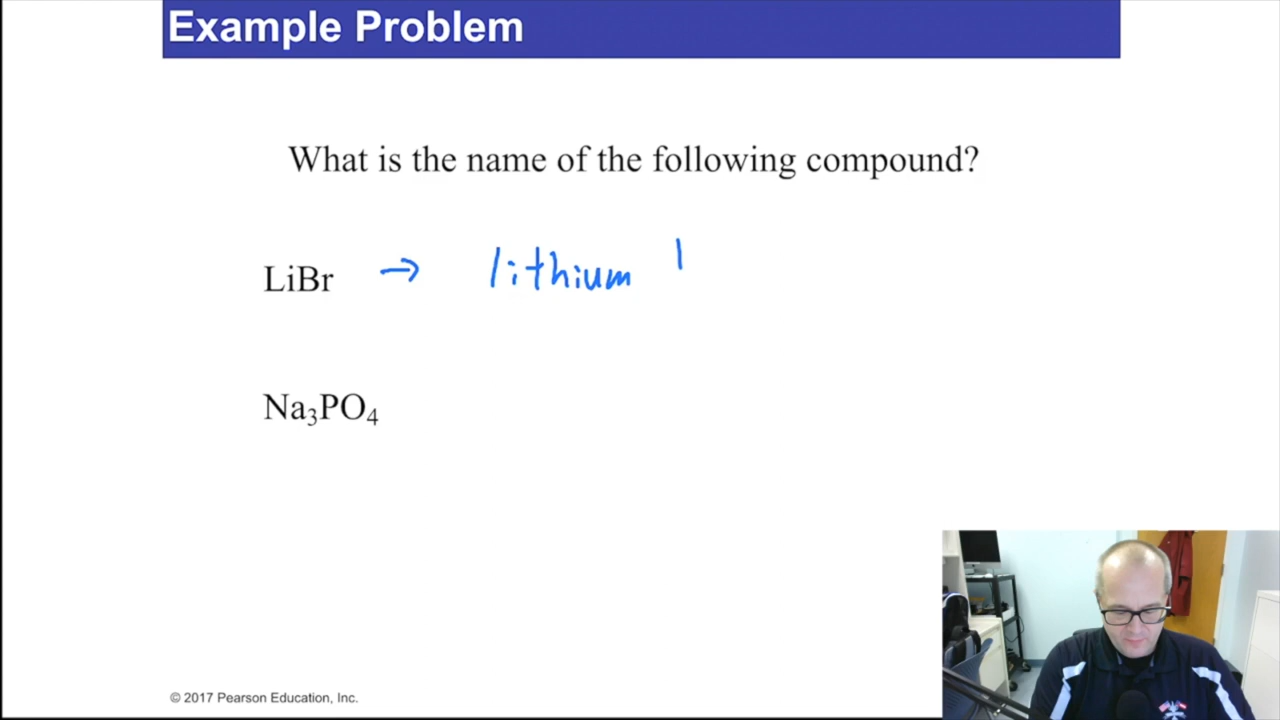 Example Problem
What is the name of the following compound?
LiBr → lithium
Na₃PO₄
© 2017 Pearson Education, Inc.